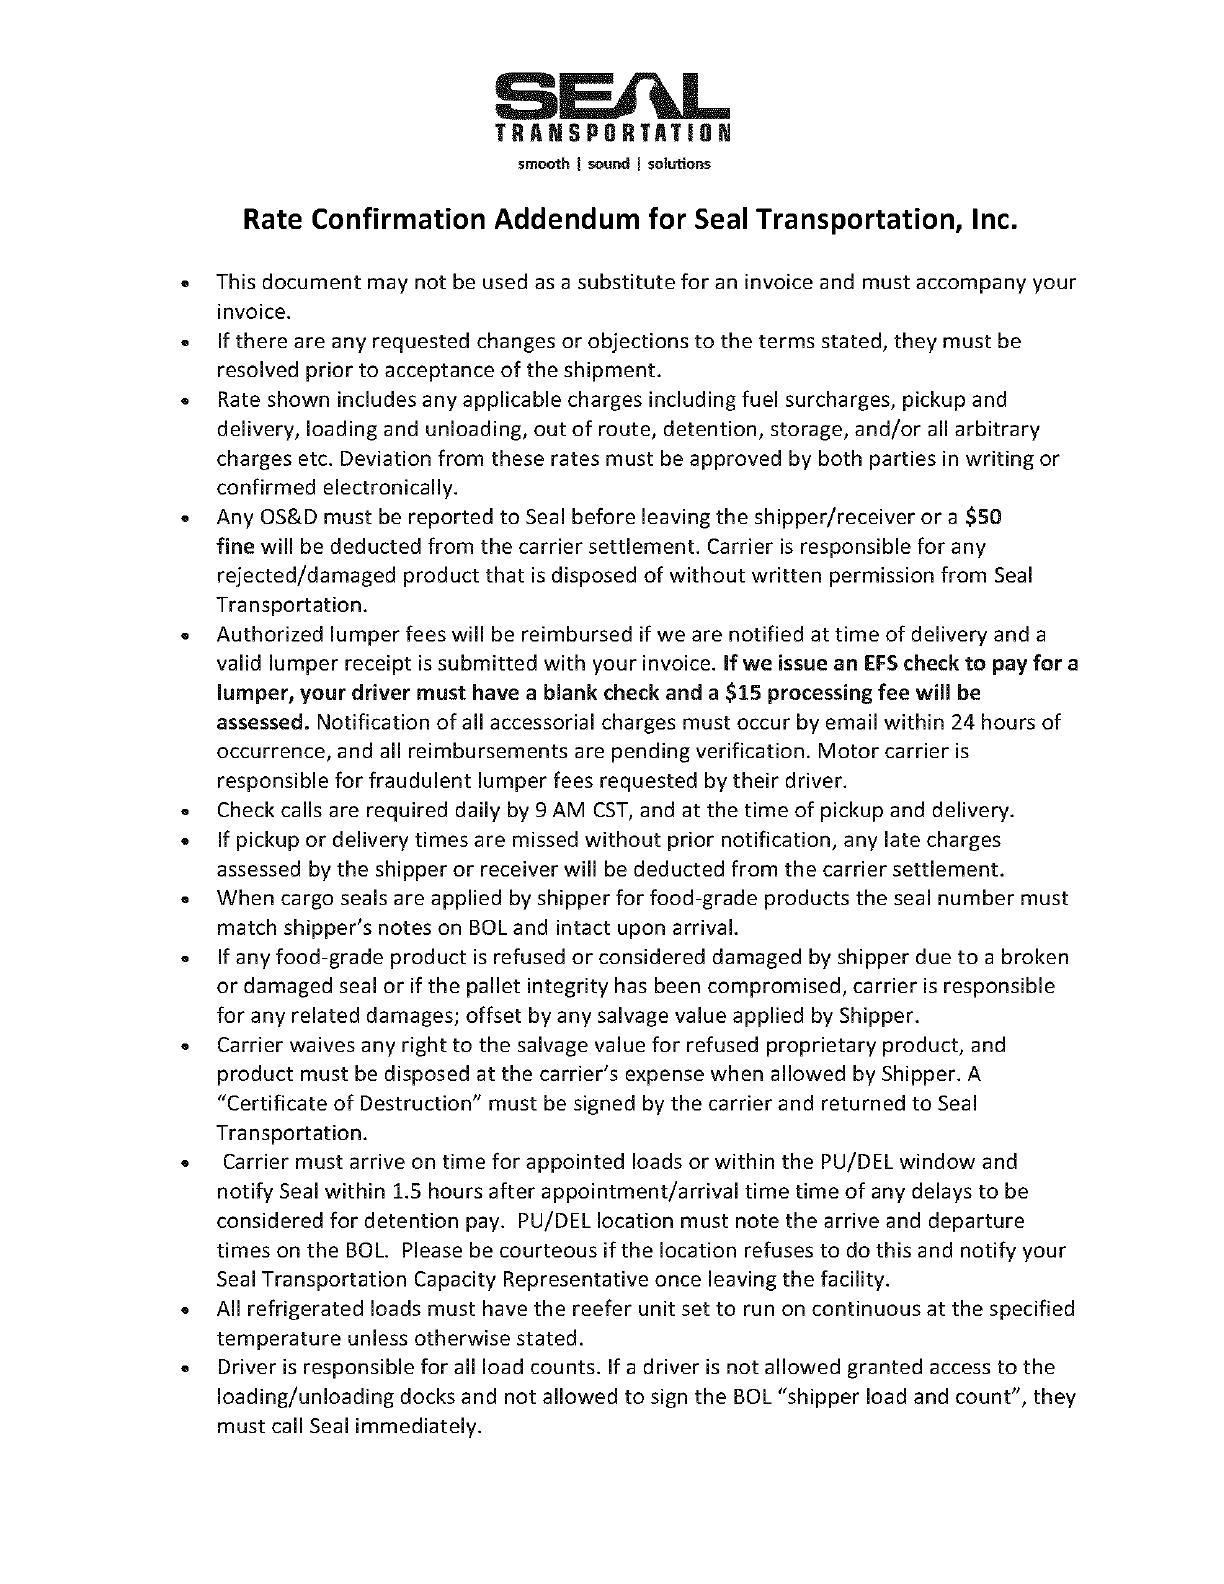 SEAL
TRANSPORTATION
smooth | sound | solutions
Rate Confirmation Addendum for Seal Transportation, Inc.
• This document may not be used as a substitute for an invoice and must accompany your
invoice.
• If there are any requested changes or objections to the terms stated, they must be
resolved prior to acceptance of the shipment.
• Rate shown includes any applicable charges including fuel surcharges, pickup and
delivery, loading and unloading, out of route, detention, storage, and/or all arbitrary
charges etc. Deviation from these rates must be approved by both parties in writing or
confirmed electronically.
• Any OS&D must be reported to Seal before leaving the shipper/receiver or a $50
fine will be deducted from the carrier settlement. Carrier is responsible for any
rejected/damaged product that is disposed of without written permission from Seal
Transportation.
• Authorized lumper fees will be reimbursed if we are notified at time of delivery and a
valid lumper receipt is submitted with your invoice. If we issue an EFS check to pay for a
lumper, your driver must have a blank check and a $15 processing fee will be
assessed. Notification of all accessorial charges must occur by email within 24 hours of
occurrence, and all reimbursements are pending verification. Motor carrier is
responsible for fraudulent lumper fees requested by their driver.
• Check calls are required daily by 9 AM CST, and at the time of pickup and delivery.
• If pickup or delivery times are missed without prior notification, any late charges
assessed by the shipper or receiver will be deducted from the carrier settlement.
• When cargo seals are applied by shipper for food-grade products the seal number must
match shipper's notes on BOL and intact upon arrival.
• If any food-grade product is refused or considered damaged by shipper due to a broken
or damaged seal or if the pallet integrity has been compromised, carrier is responsible
for any related damages; offset by any salvage value applied by Shipper.
• Carrier waives any right to the salvage value for refused proprietary product, and
product must be disposed at the carrier's expense when allowed by Shipper. A
“Certificate of Destruction” must be signed by the carrier and returned to Seal
Transportation.
• Carrier must arrive on time for appointed loads or within the PU/DEL window and
notify Seal within 1.5 hours after appointment/arrival time time of any delays to be
considered for detention pay. PU/DEL location must note the arrive and departure
times on the BOL. Please be courteous if the location refuses to do this and notify your
Seal Transportation Capacity Representative once leaving the facility.
• All refrigerated loads must have the reefer unit set to run on continuous at the specified
temperature unless otherwise stated.
• Driver is responsible for all load counts. If a driver is not allowed granted access to the
loading/unloading docks and not allowed to sign the BOL “shipper load and count”, they
must call Seal immediately.